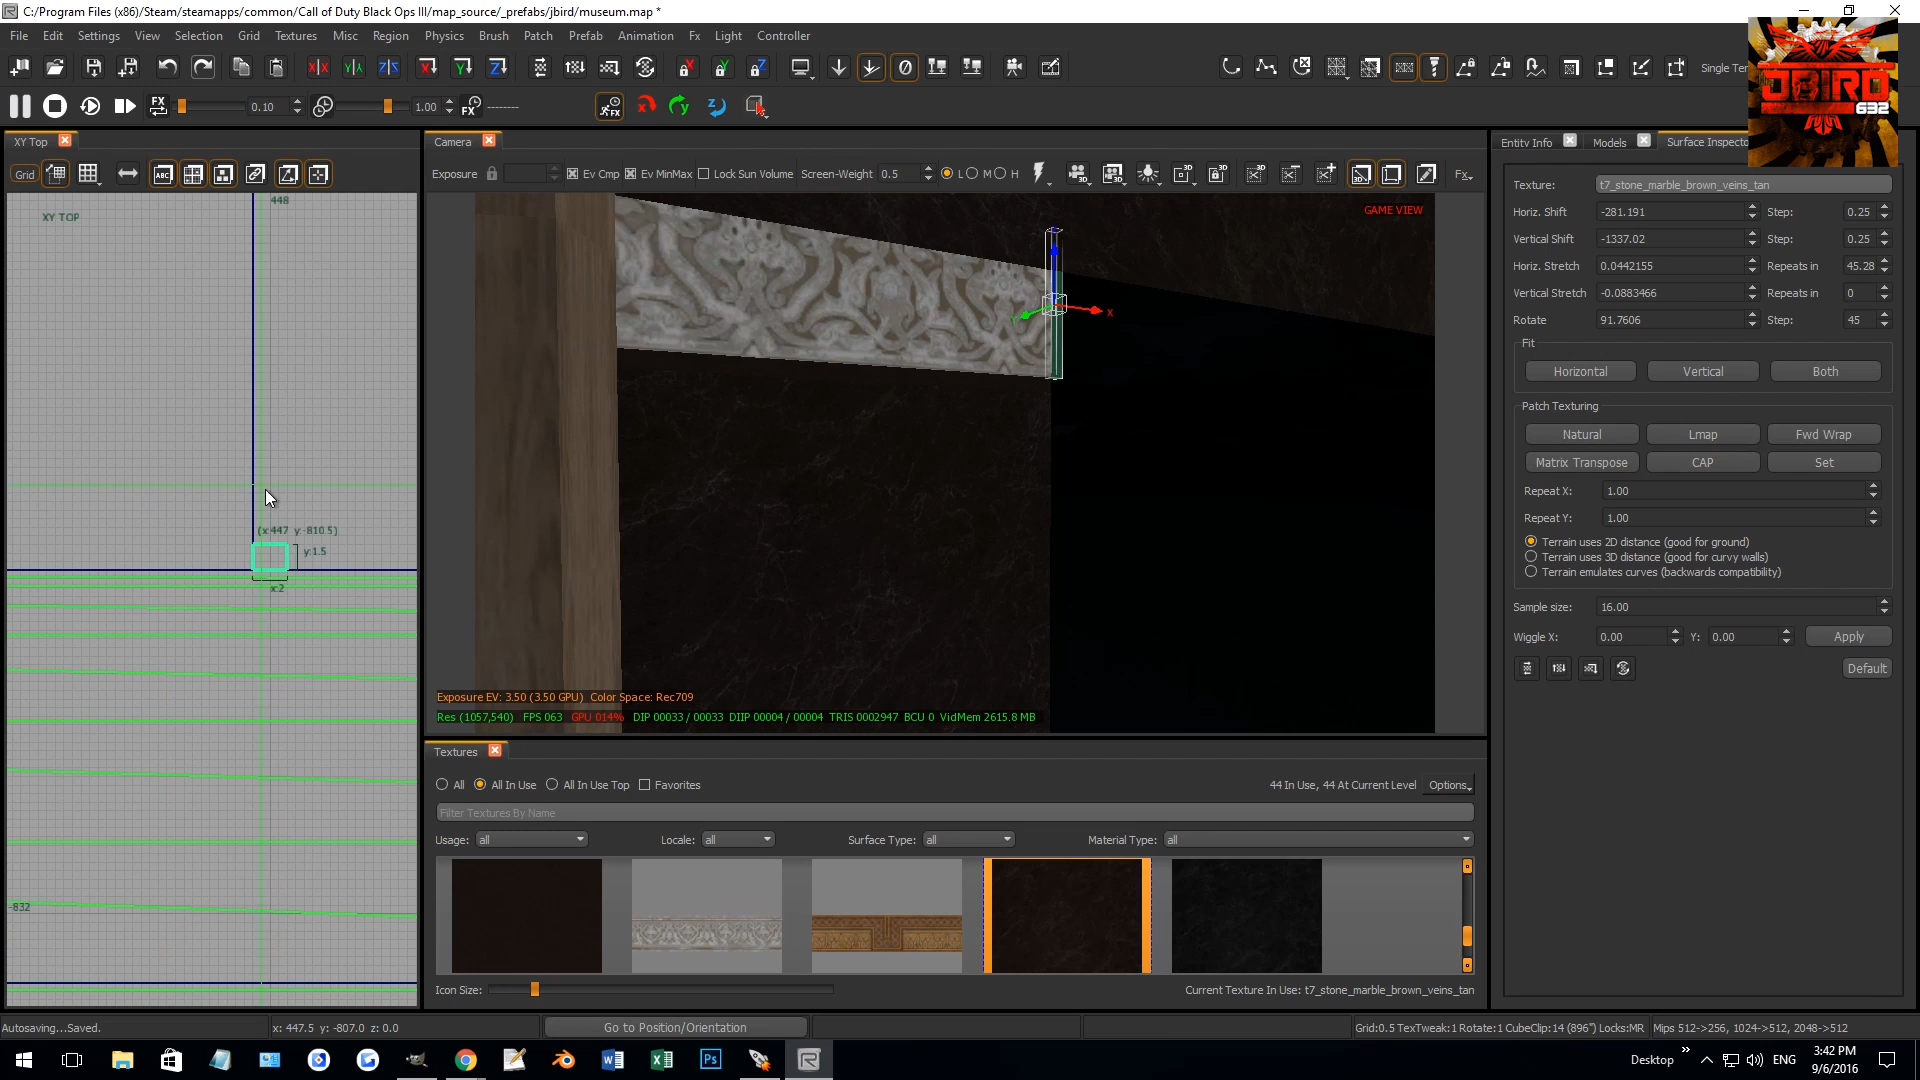 C:/Program Files (x86)/Steam/steamapps/common/Call of Duty Black Ops III/map_source/_prefabs/jbird/museum.map *
File Edit Settings View Selection Grid Textures Misc Region Physics Brush Patch Prefab Animation Fx Light Controller
Single Ter
JBIRD
632
FX 0.10 1.00 FX --------
XY Top
Camera
Entity Info Models Surface Inspecto
Grid ABC
Exposure Ev Cmp Ev MinMax Lock Sun Volume Screen-Weight 0.5 L M H Fx
XY TOP
448
GAME VIEW
X
Y
(x:447 y:-810.5)
y:1.5
x:2
-832
Exposure EV: 3.50 (3.50 GPU) Color Space: Rec709
Res (1057,540) FPS 063 GPU 014% DIP 00033 / 00033 DIIP 00004 / 00004 TRIS 0002947 BCU 0 VidMem 2615.8 MB
Texture: t7_stone_marble_brown_veins_tan
Horiz. Shift -281.191 Step: 0.25
Vertical Shift -1337.02 Step: 0.25
Horiz. Stretch 0.0442155 Repeats in 45.28
Vertical Stretch -0.0883466 Repeats in 0
Rotate 91.7606 Step: 45
Fit
Horizontal Vertical Both
Patch Texturing
Natural Lmap Fwd Wrap
Matrix Transpose CAP Set
Repeat X: 1.00
Repeat Y: 1.00
Terrain uses 2D distance (good for ground)
Terrain uses 3D distance (good for curvy walls)
Terrain emulates curves (backwards compatibility)
Sample size: 16.00
Wiggle X: 0.00 Y: 0.00 Apply
Default
Textures
All All In Use All In Use Top Favorites 44 In Use, 44 At Current Level Options
Filter Textures By Name
Usage: all Locale: all Surface Type: all Material Type: all
Icon Size: Current Texture In Use: t7_stone_marble_brown_veins_tan
Autosaving...Saved. x: 447.5 y: -807.0 z: 0.0 Go to Position/Orientation Grid:0.5 TexTweak:1 Rotate:1 CubeClip:14 (896") Locks:MR Mips 512->256, 1024->512, 2048->512
Desktop ENG 3:42 PM
9/6/2016